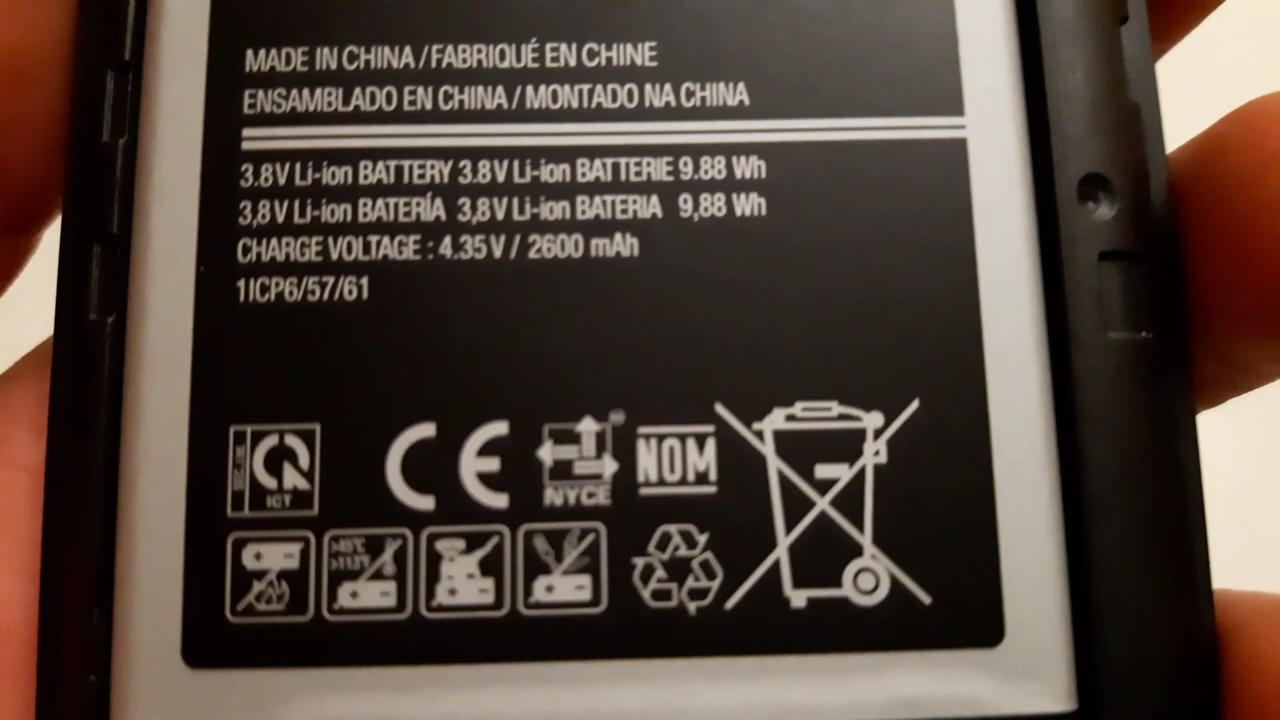 MADE IN CHINA / FABRIQUÉ EN CHINE
ENSAMBLADO EN CHINA / MONTADO NA CHINA
3.8V Li-ion BATTERY 3.8V Li-ion BATTERIE 9.88 Wh
3,8V Li-ion BATERÍA 3,8V Li-ion BATERIA 9,88 Wh
CHARGE VOLTAGE : 4.35V / 2600 mAh
1ICP6/57/61
ICT
CE
NYCE
NOM